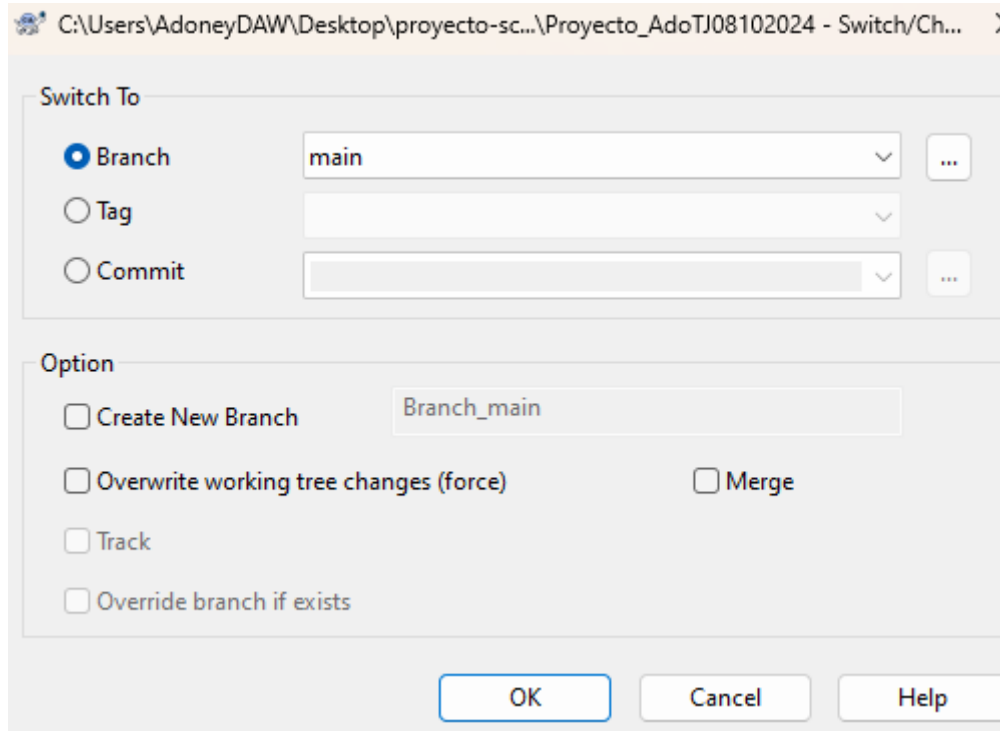 C:\Users\AdoneyDAW\Desktop\proyecto-sc...\Proyecto_AdoTJ08102024 - Switch/Ch...
Switch To
Branch main ...
Tag
Commit ...
Option
Create New Branch Branch_main
Overwrite working tree changes (force) Merge
Track
Override branch if exists
OK Cancel Help